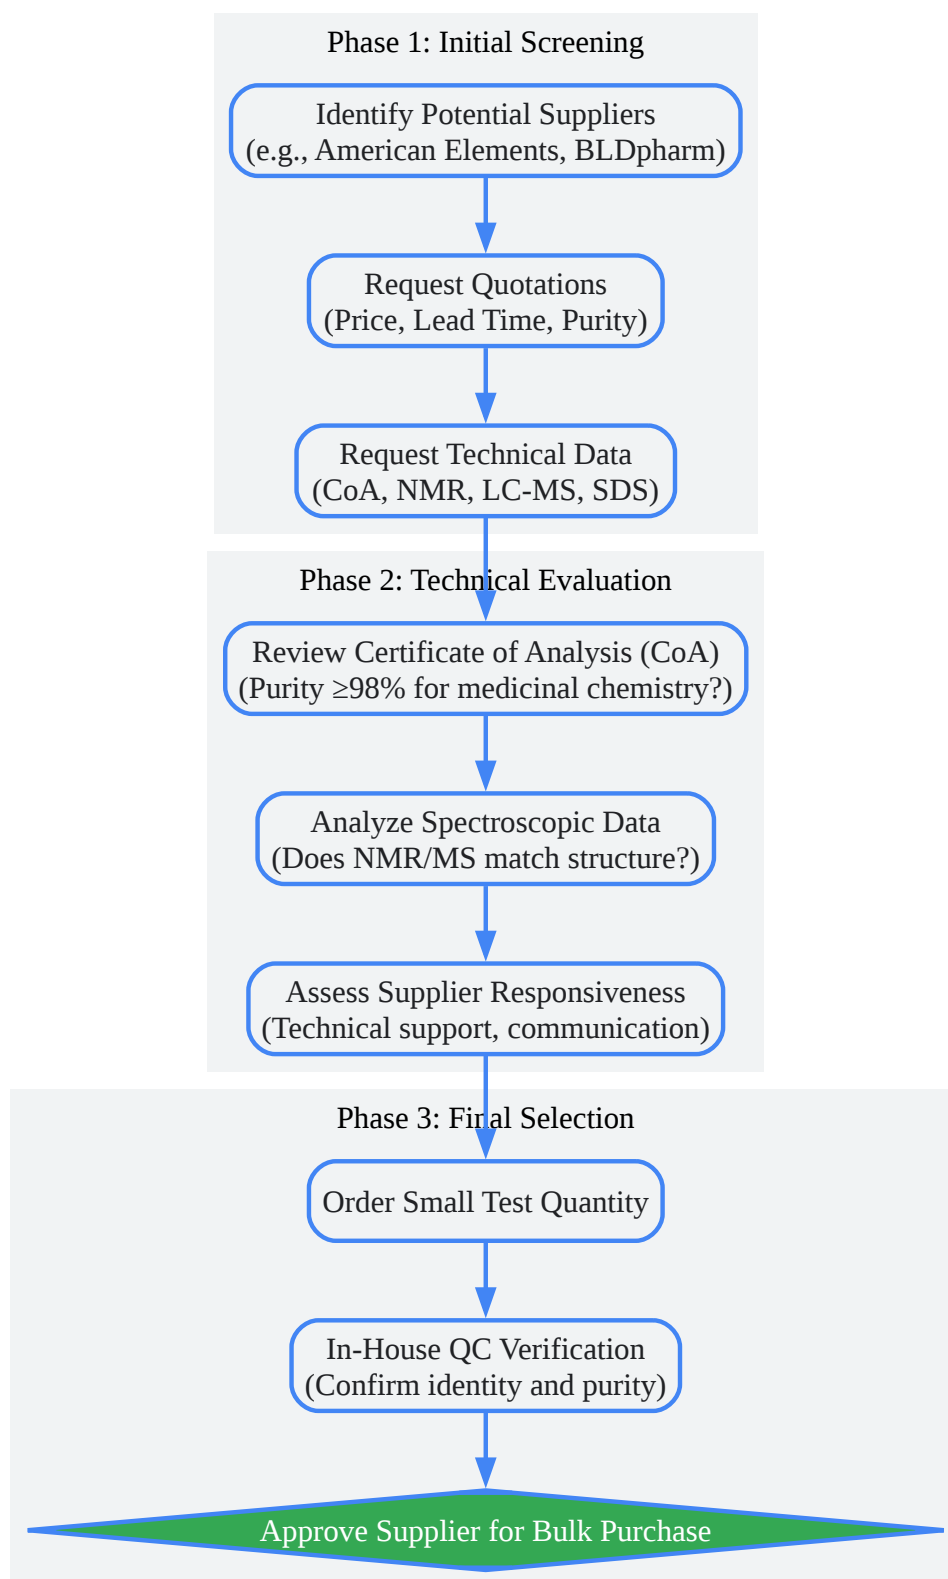 Phase 1: Initial Screening
Identify Potential Suppliers
(e.g., American Elements, BLDpharm)
Request Quotations
(Price, Lead Time, Purity)
Request Technical Data
(CoA, NMR, LC-MS, SDS)
Phase 2: Technical Evaluation
Review Certificate of Analysis (CoA)
(Purity ≥98% for medicinal chemistry?)
Analyze Spectroscopic Data
(Does NMR/MS match structure?)
Assess Supplier Responsiveness
(Technical support, communication)
Phase 3: Final Selection
Order Small Test Quantity
In-House QC Verification
(Confirm identity and purity)
Approve Supplier for Bulk Purchase